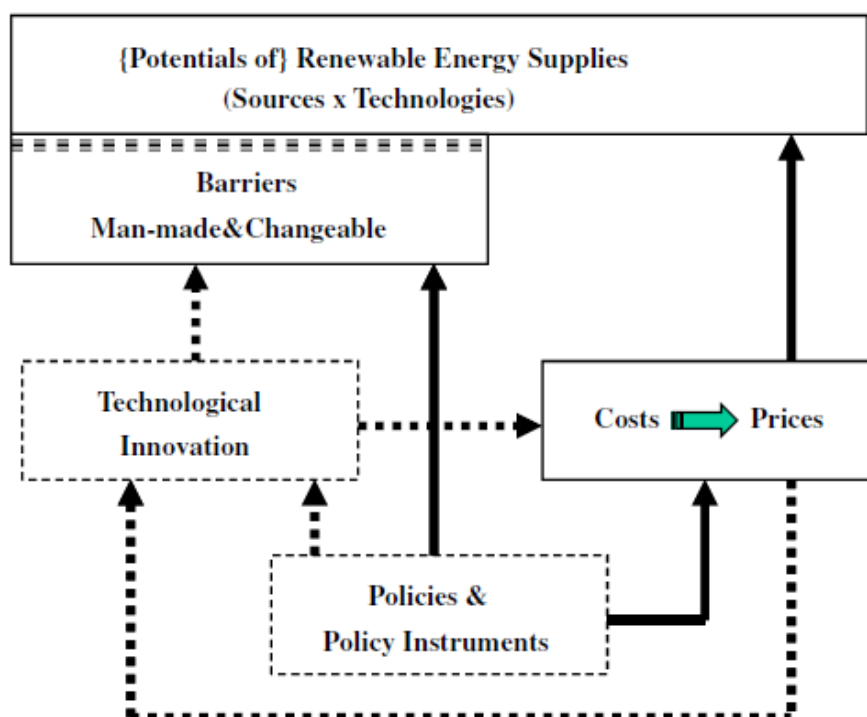 {Potentials of} Renewable Energy Supplies
(Sources x Technologies)
Barriers
Man-made&Changeable
Technological
Innovation
Costs Prices
Policies &
Policy Instruments